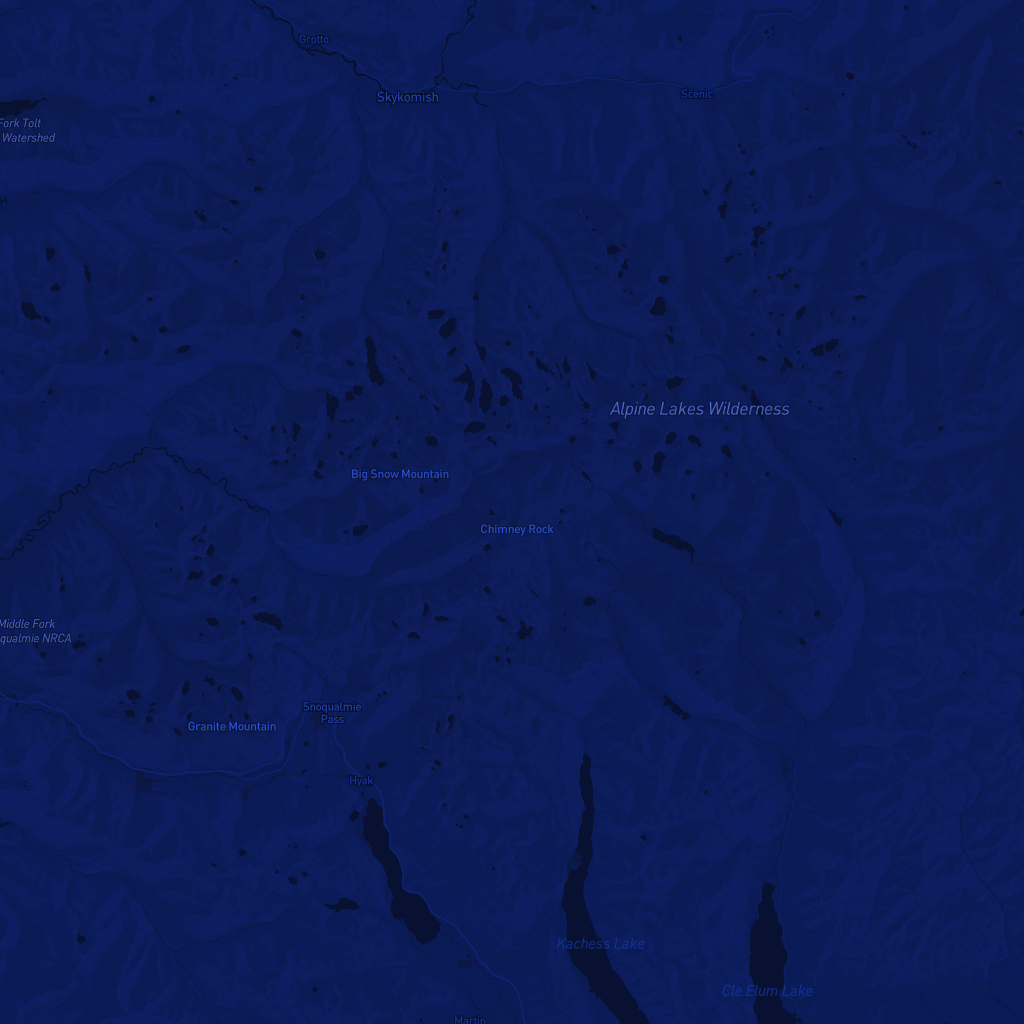 Grotto
Skykomish
Scenic
Fork Tolt
Watershed
Alpine Lakes Wilderness
Big Snow Mountain
Chimney Rock
Middle Fork
qualmie NRCA
Snoqualmie
Pass
Granite Mountain
Hyak
Kachess Lake
Cle Elum Lake
Martin